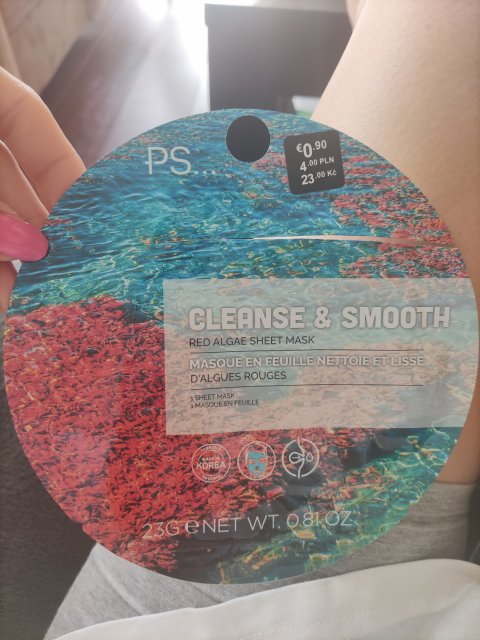 PS...
€0.90
4.00 PLN
23.00 Kč
CLEANSE & SMOOTH
RED ALGAE SHEET MASK
MASQUE EN FEUILLE NETTOIE ET LISSE
D'ALGUES ROUGES
1 SHEET MASK
1 MASQUE EN FEUILLE
KOREA
23G e NET WT. 0.81 OZ